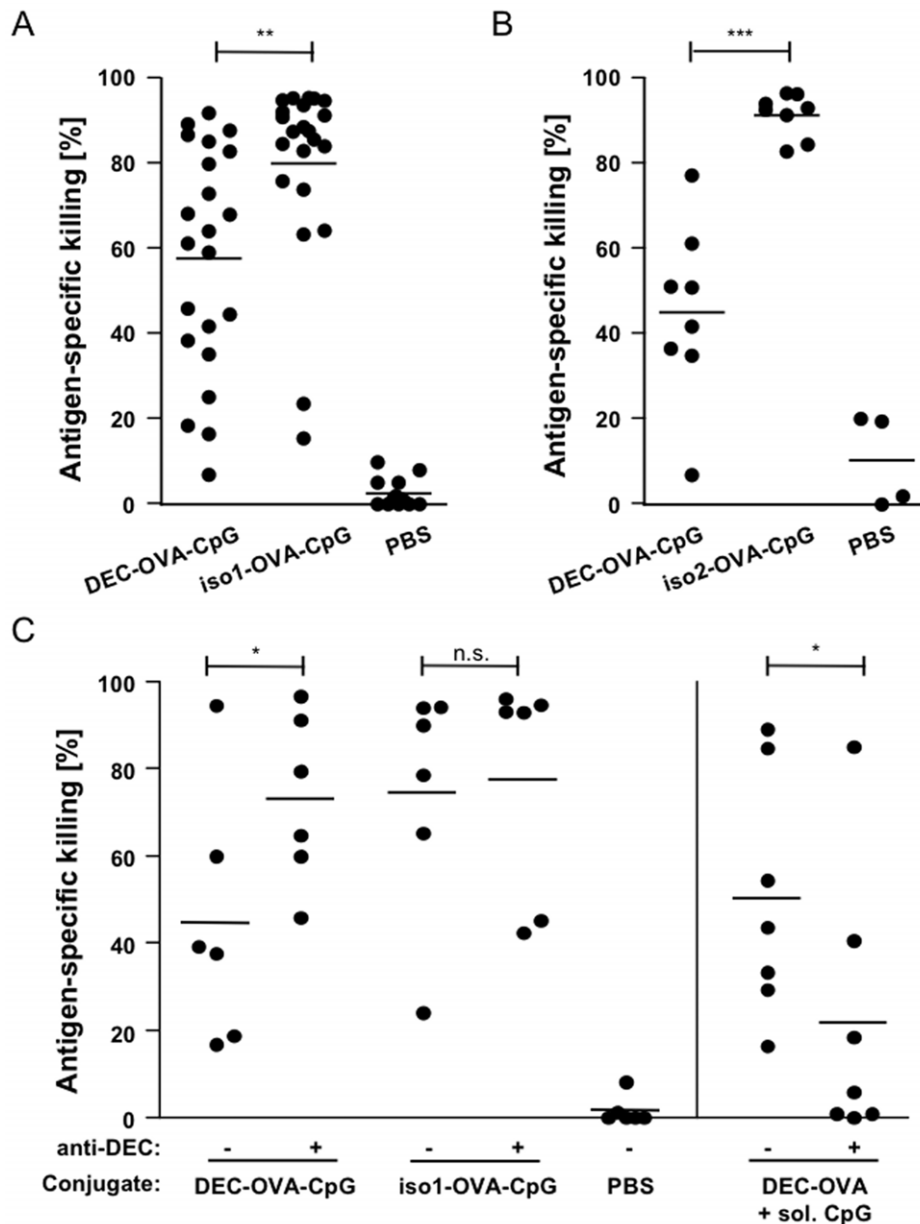 A
B
**
***
100
80
60
40
20
0
Antigen-specific killing [%]
DEC-OVA-CpG
iso1-OVA-CpG
PBS
100
80
60
40
20
0
Antigen-specific killing [%]
DEC-OVA-CpG
iso2-OVA-CpG
PBS
C
*
n.s.
*
100
80
60
40
20
0
Antigen-specific killing [%]
anti-DEC: - + - + - - +
Conjugate: DEC-OVA-CpG iso1-OVA-CpG PBS DEC-OVA
+ sol. CpG